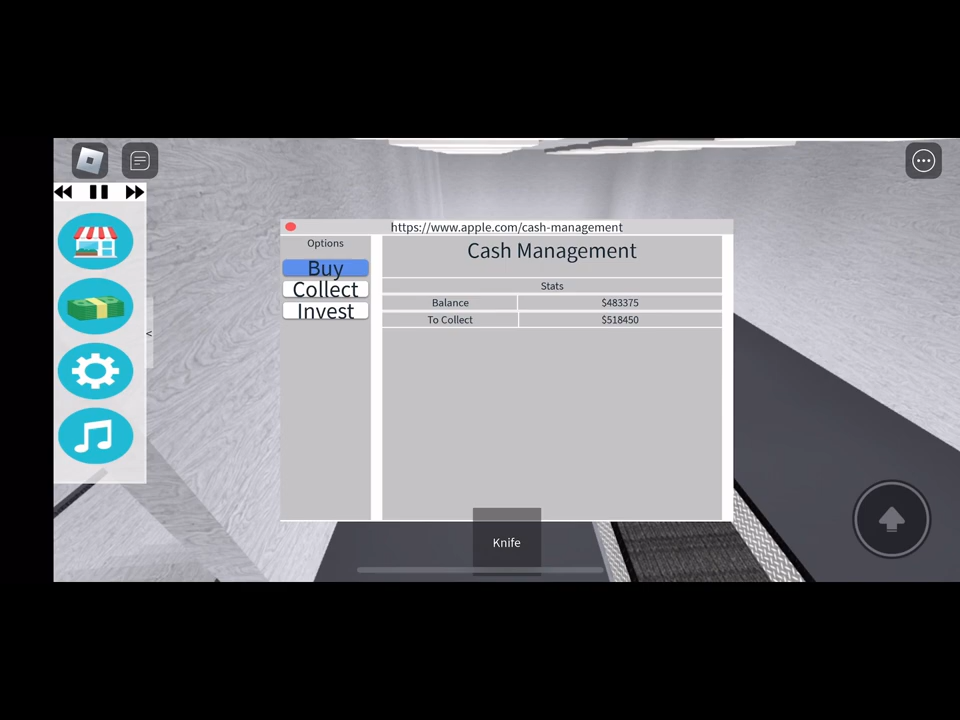 https://www.apple.com/cash-management
Options
Cash Management
Buy
Collect
Invest
Stats
Balance $483375
To Collect $518450
<
Knife